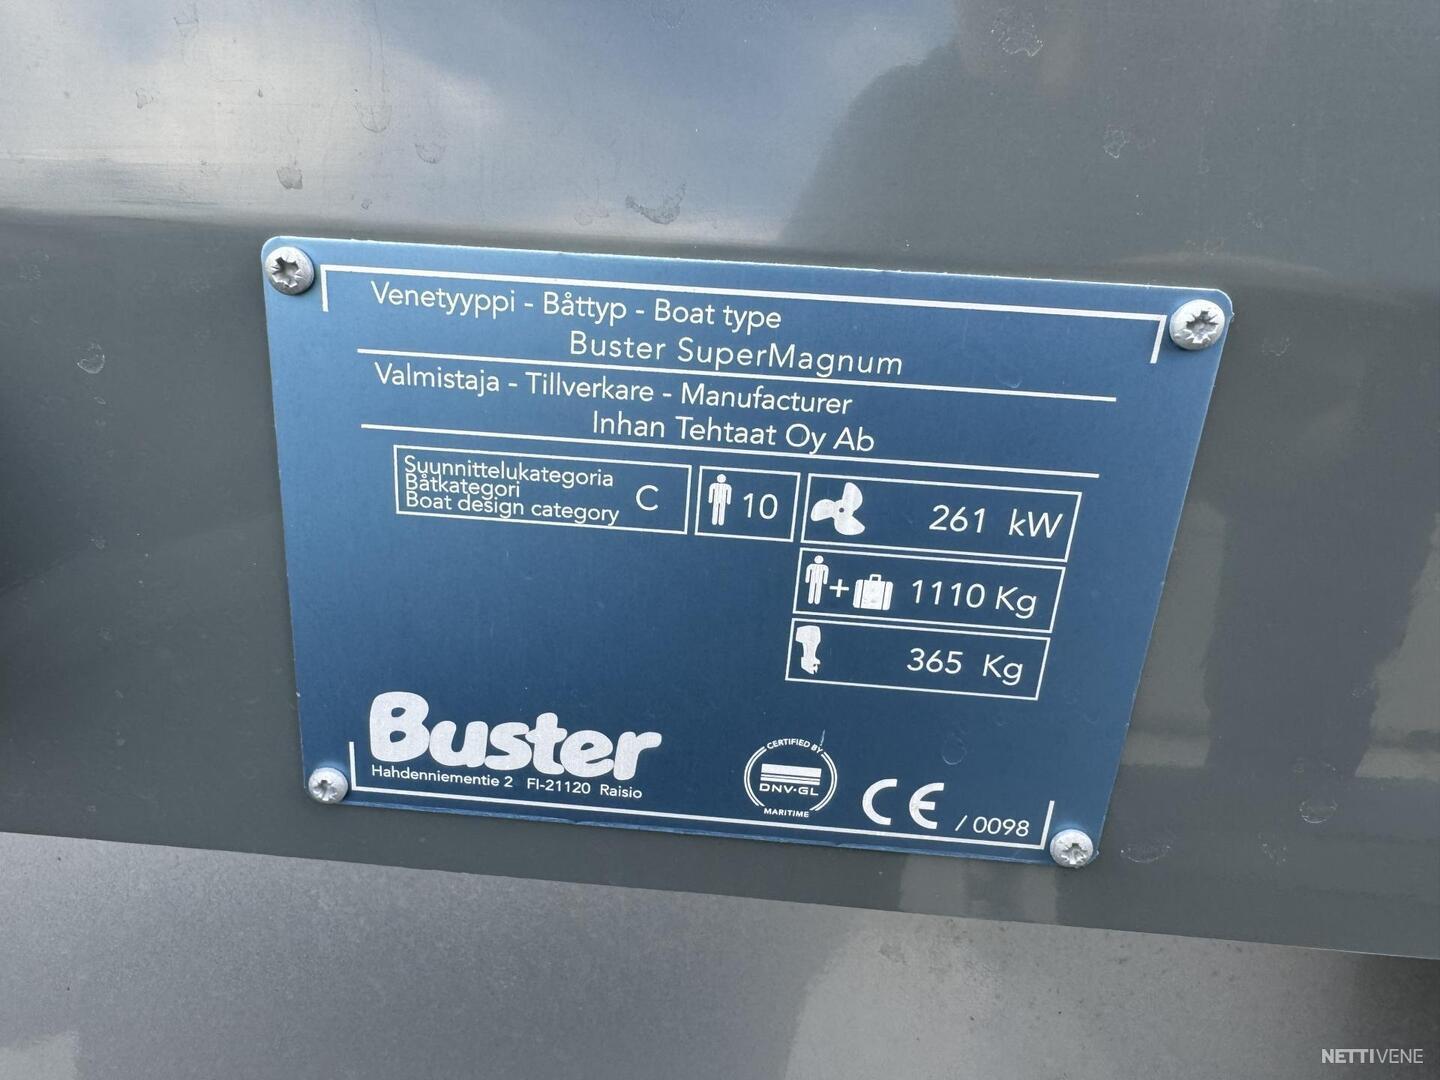 Venetyyppi - Båttyp - Boat type
Buster SuperMagnum
Valmistaja - Tillverkare - Manufacturer
Inhan Tehtaat Oy Ab
Suunnittelukategoria
Båtkategori
Boat design category
C
10
261 kW
+ 1110 Kg
365 Kg
Buster
Hahdenniementie 2 FI-21120 Raisio
CERTIFIED BY
DNV·GL
MARITIME
CE / 0098
NETTIVENE